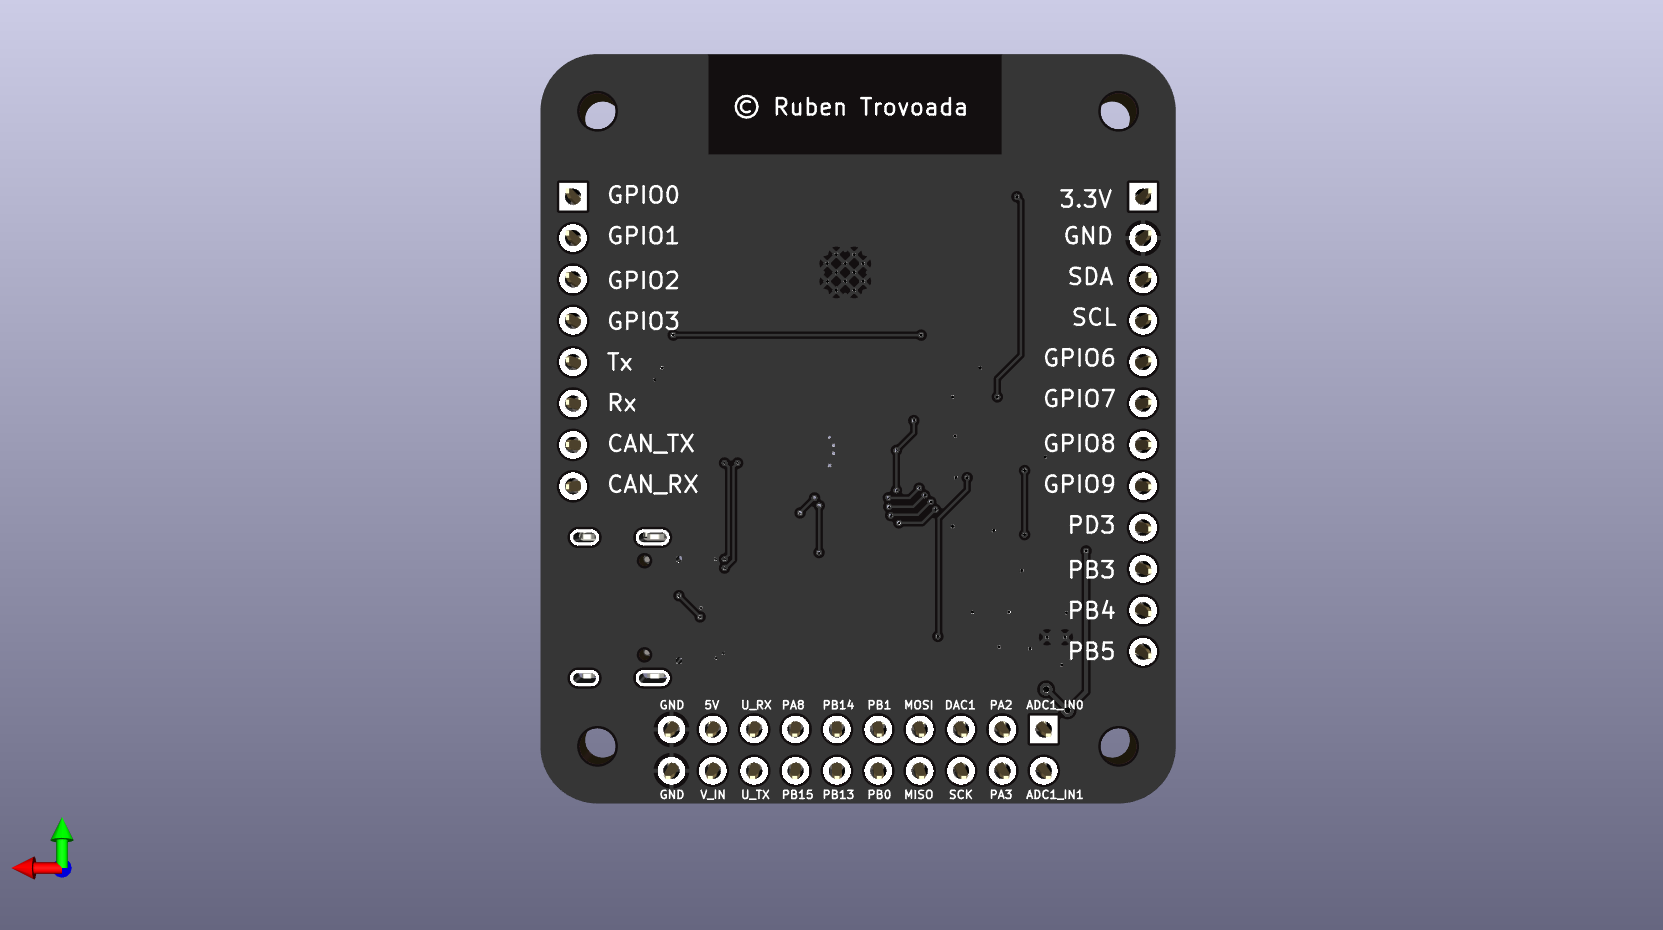 © Ruben Trovoada
GPIO0
GPIO1
GPIO2
GPIO3
Tx
Rx
CAN_TX
CAN_RX
3.3V
GND
SDA
SCL
GPIO6
GPIO7
GPIO8
GPIO9
PD3
PB3
PB4
PB5
GND 5V U_RX PA8 PB14 PB1 MOSI DAC1 PA2 ADC1_IN0
GND V_IN U_TX PB15 PB13 PB0 MISO SCK PA3 ADC1_IN1